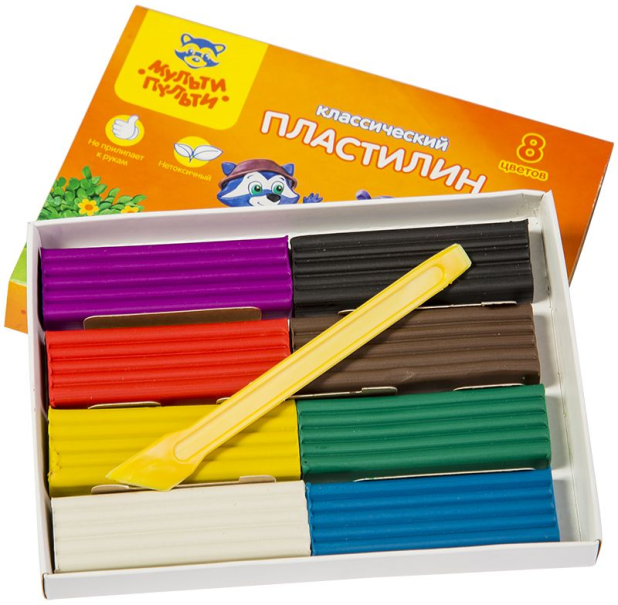 МУЛЬТИ
ПУЛЬТИ
Не прилипает
к рукам
Нетоксичный
классический
ПЛАСТИЛИН
8
цветов